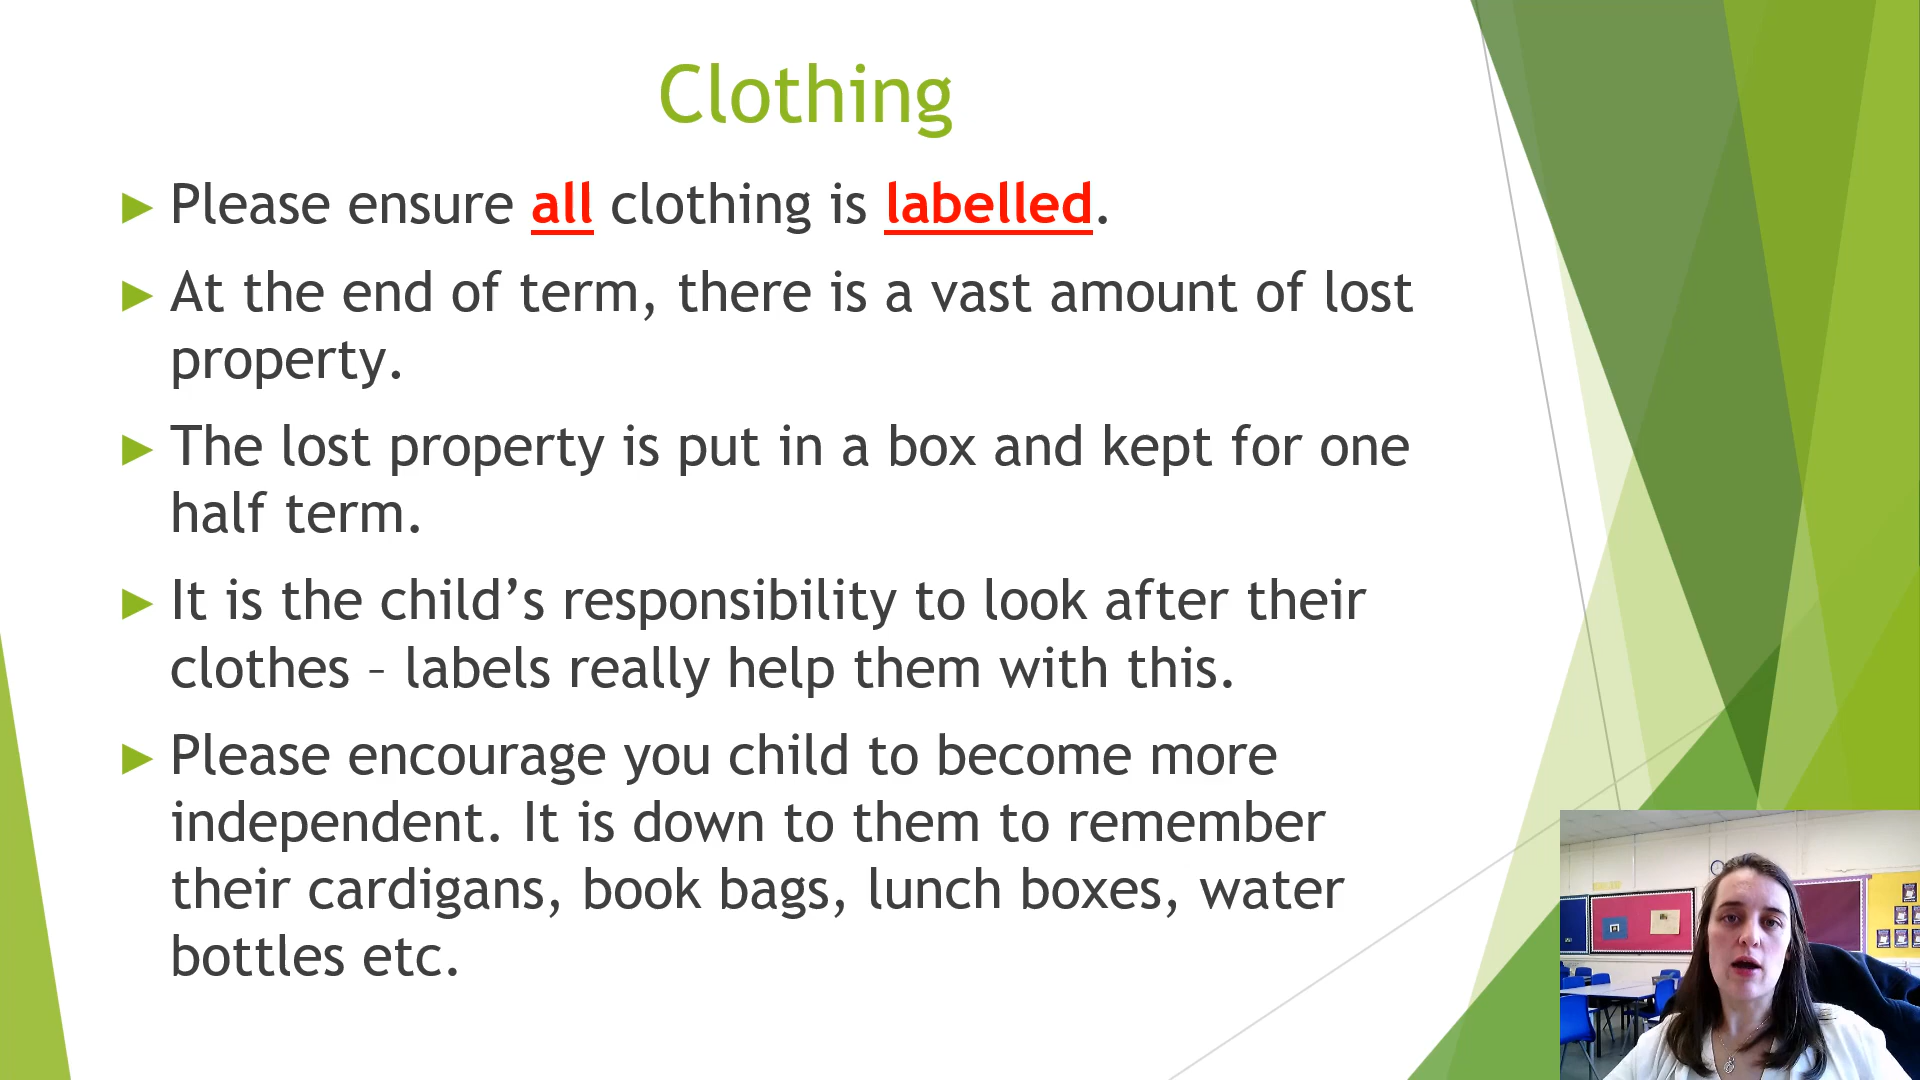 Clothing
Please ensure all clothing is labelled.
At the end of term, there is a vast amount of lost
property.
The lost property is put in a box and kept for one
half term.
It is the child’s responsibility to look after their
clothes – labels really help them with this.
Please encourage you child to become more
independent. It is down to them to remember
their cardigans, book bags, lunch boxes, water
bottles etc.